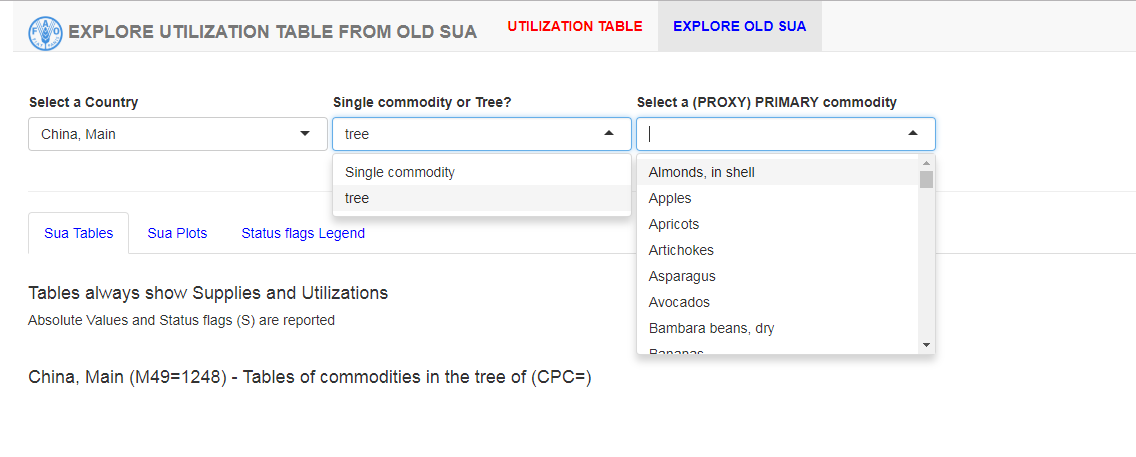 FAO EXPLORE UTILIZATION TABLE FROM OLD SUA UTILIZATION TABLE EXPLORE OLD SUA
Select a Country Single commodity or Tree? Select a (PROXY) PRIMARY commodity
China, Main tree
Single commodity
tree
Almonds, in shell
Apples
Apricots
Artichokes
Asparagus
Avocados
Bambara beans, dry
Bananas
Sua Tables Sua Plots Status flags Legend
Tables always show Supplies and Utilizations
Absolute Values and Status flags (S) are reported
China, Main (M49=1248) - Tables of commodities in the tree of (CPC=)